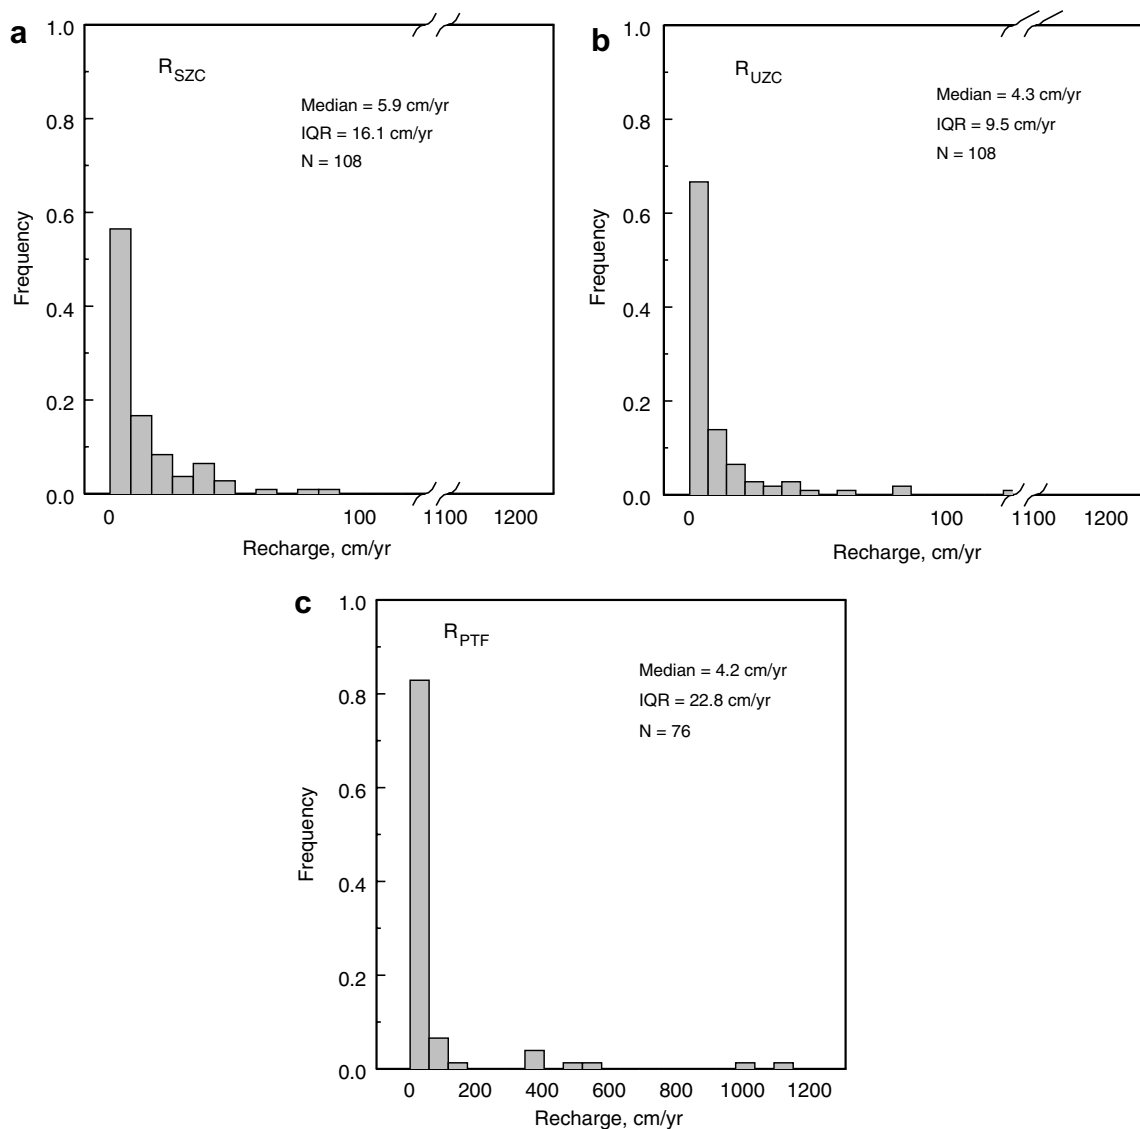 a
R_SZC
Median = 5.9 cm/yr
IQR = 16.1 cm/yr
N = 108
1.0
0.8
0.6
0.4
0.2
0.0
Frequency
0 100 1100 1200
Recharge, cm/yr
b
R_UZC
Median = 4.3 cm/yr
IQR = 9.5 cm/yr
N = 108
1.0
0.8
0.6
0.4
0.2
0.0
Frequency
0 100 1100 1200
Recharge, cm/yr
c
R_PTF
Median = 4.2 cm/yr
IQR = 22.8 cm/yr
N = 76
1.0
0.8
0.6
0.4
0.2
0.0
Frequency
0 200 400 600 800 1000 1200
Recharge, cm/yr